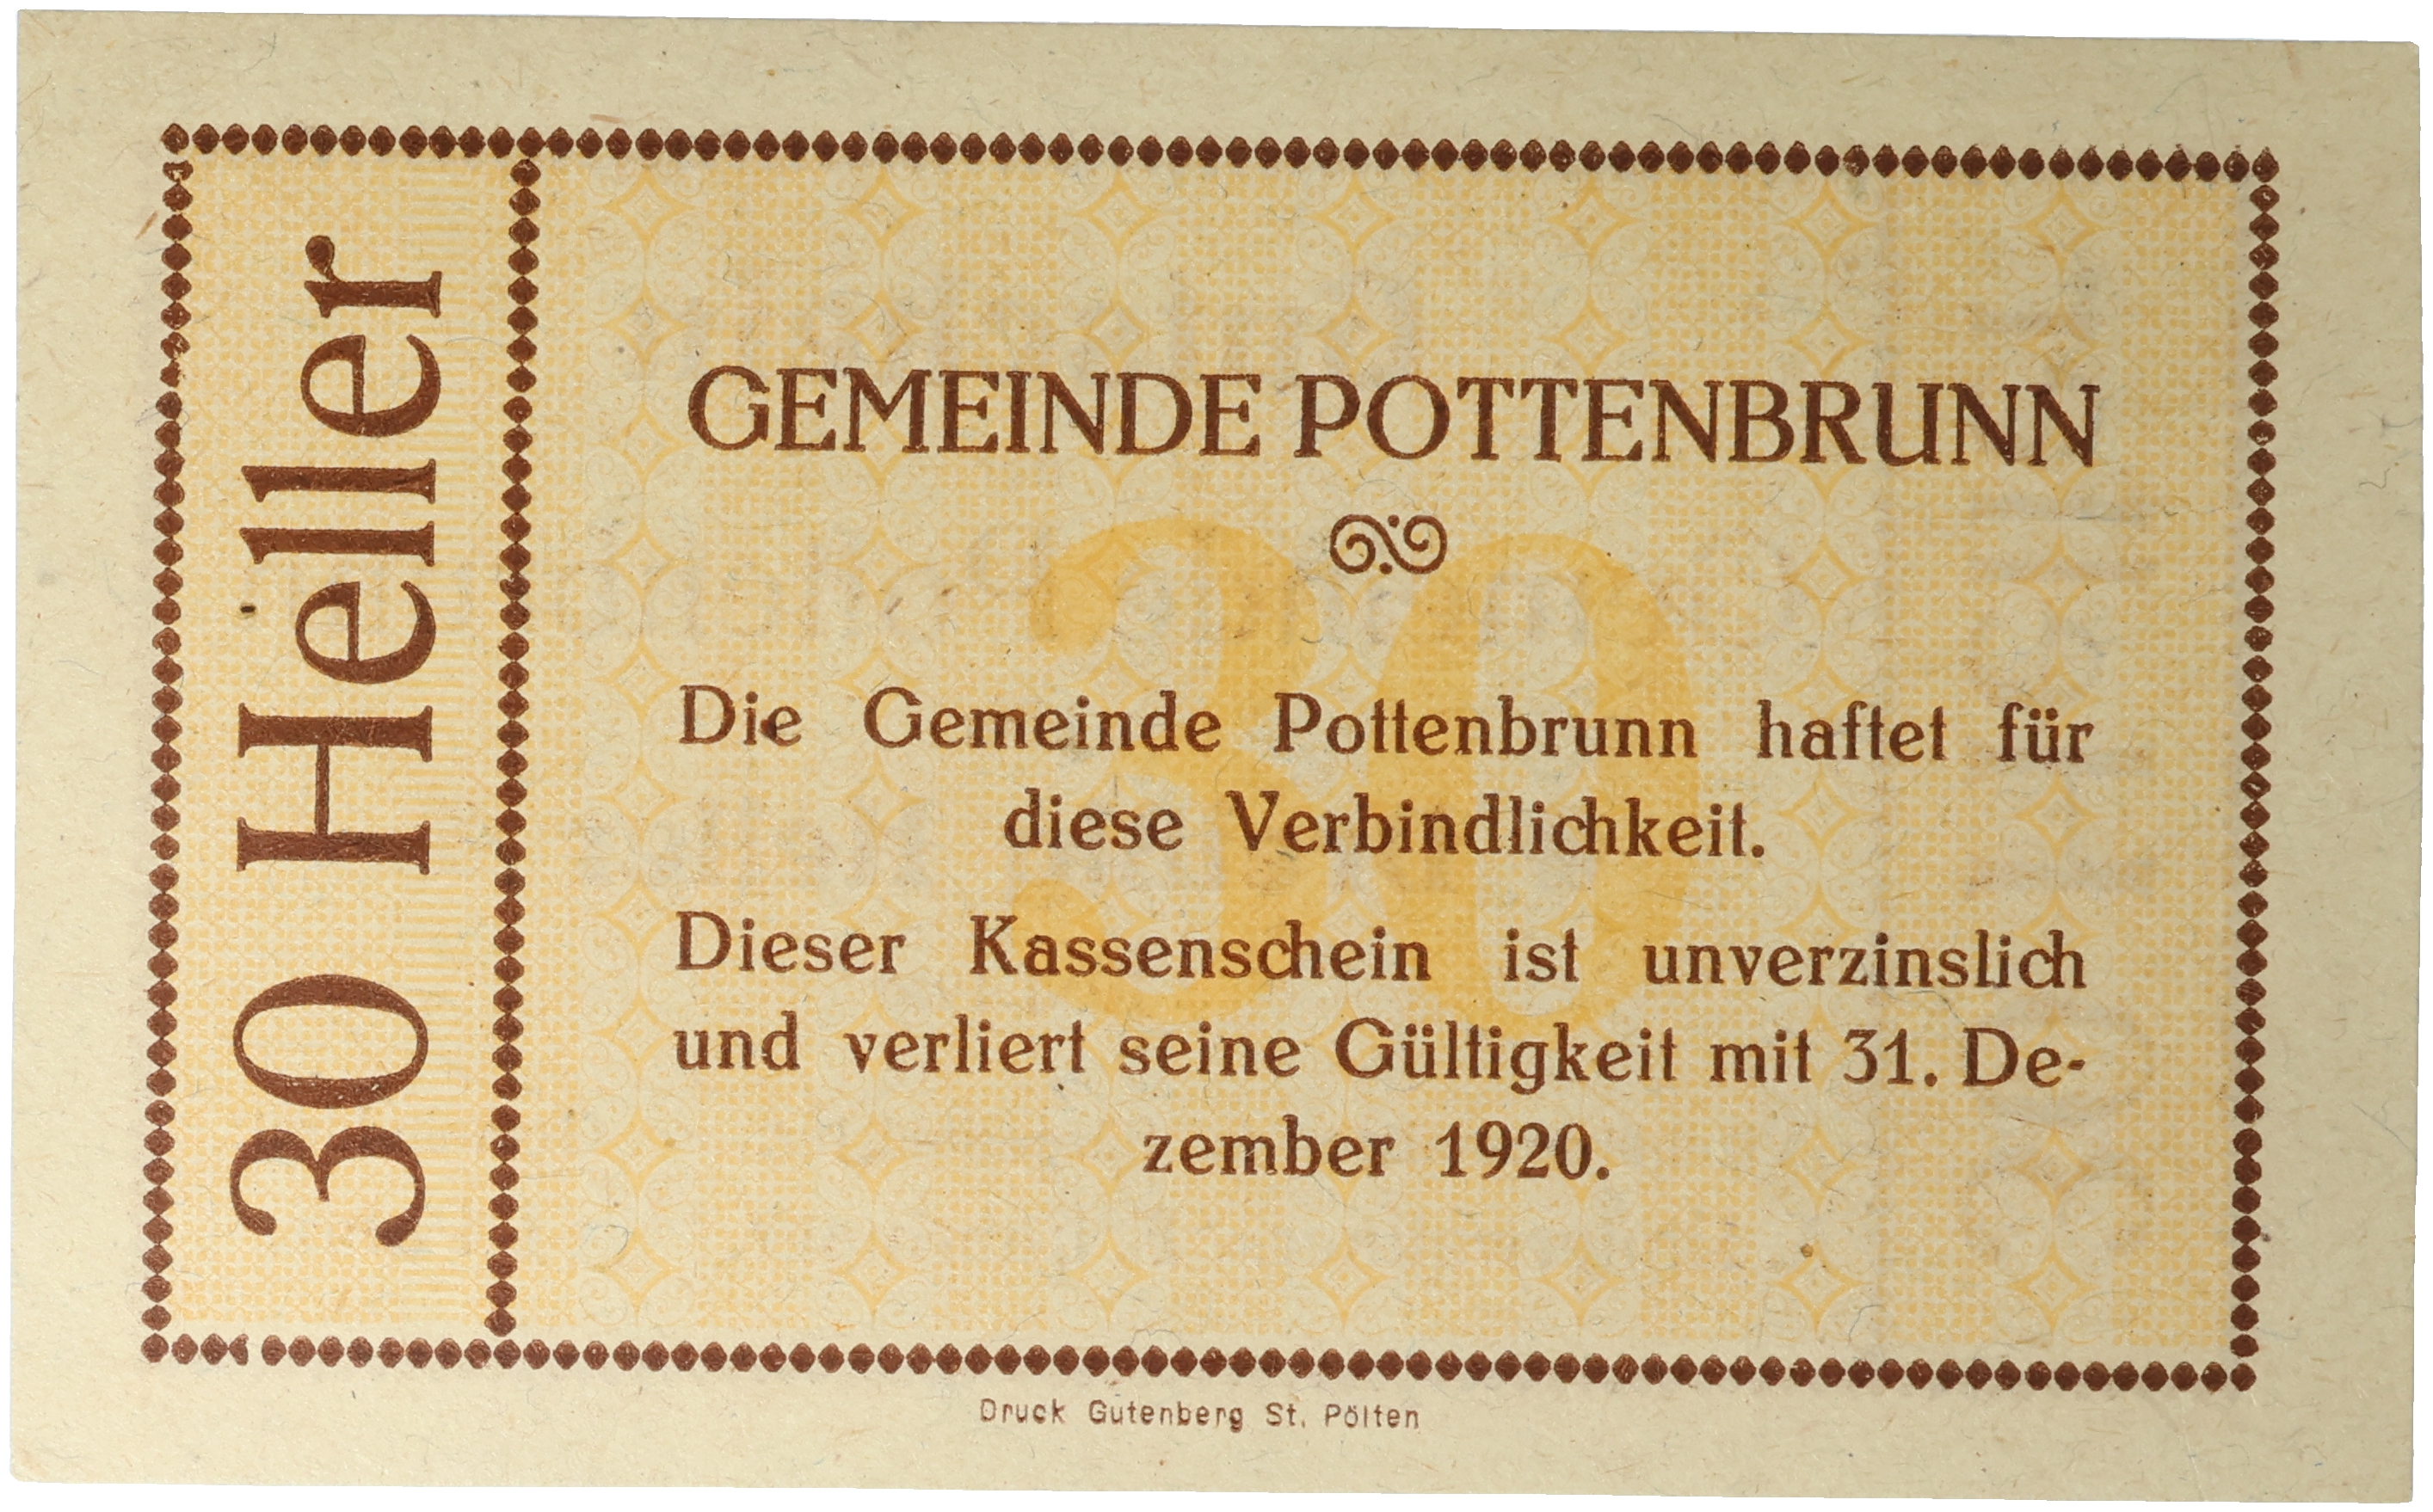 30 Heller
GEMEINDE POTTENBRUNN
30
Die Gemeinde Pottenbrunn haftet für
diese Verbindlichkeit.
Dieser Kassenschein ist unverzinslich
und verliert seine Gültigkeit mit 31. De-
zember 1920.
Druck Gutenberg St. Pölten